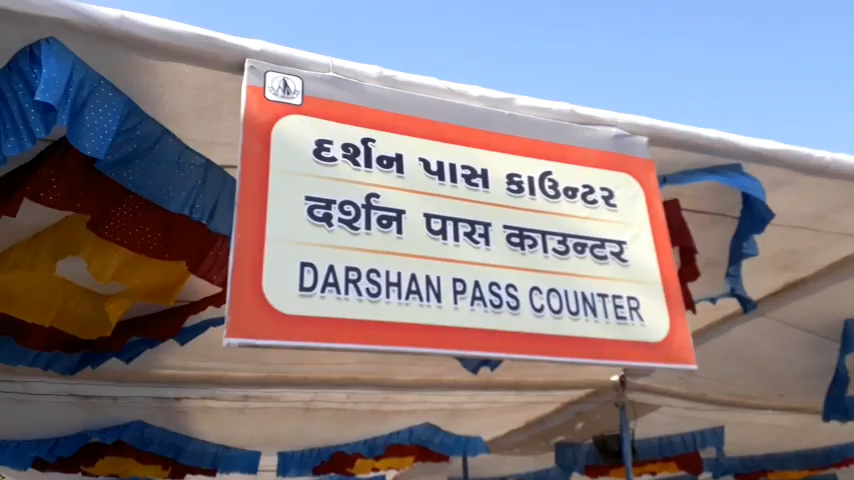 દર્શન પાસ કાઉન્ટર
दर्शन पास काउन्टर
DARSHAN PASS COUNTER